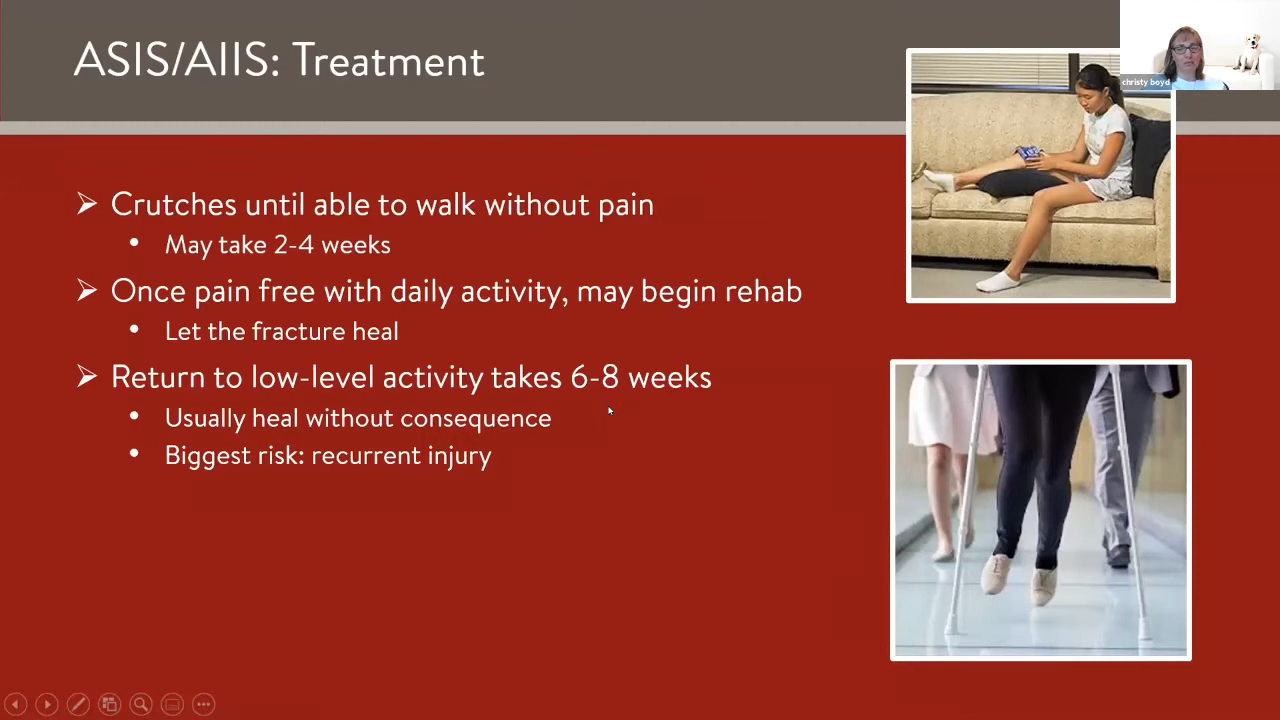 ASIS/AIIS: Treatment
christy boyd
Crutches until able to walk without pain
May take 2-4 weeks
Once pain free with daily activity, may begin rehab
Let the fracture heal
Return to low-level activity takes 6-8 weeks
Usually heal without consequence
Biggest risk: recurrent injury